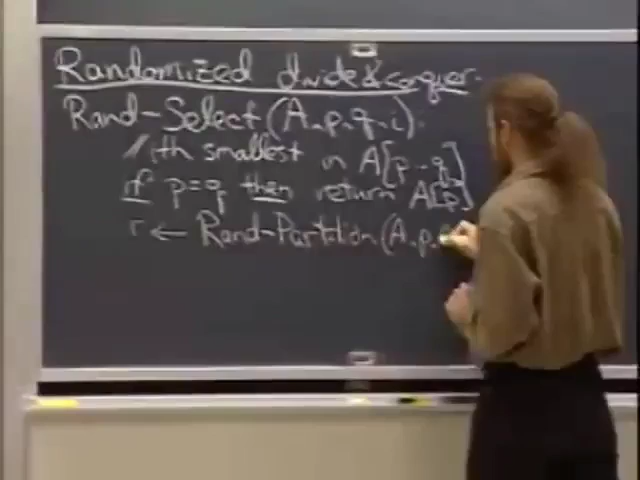 Randomized divide & conquer.
Rand-Select (A, p, q, i).
// ith smallest in A[p - q]
if p = q then return A[p]
r ← Rand-Partition (A, p,